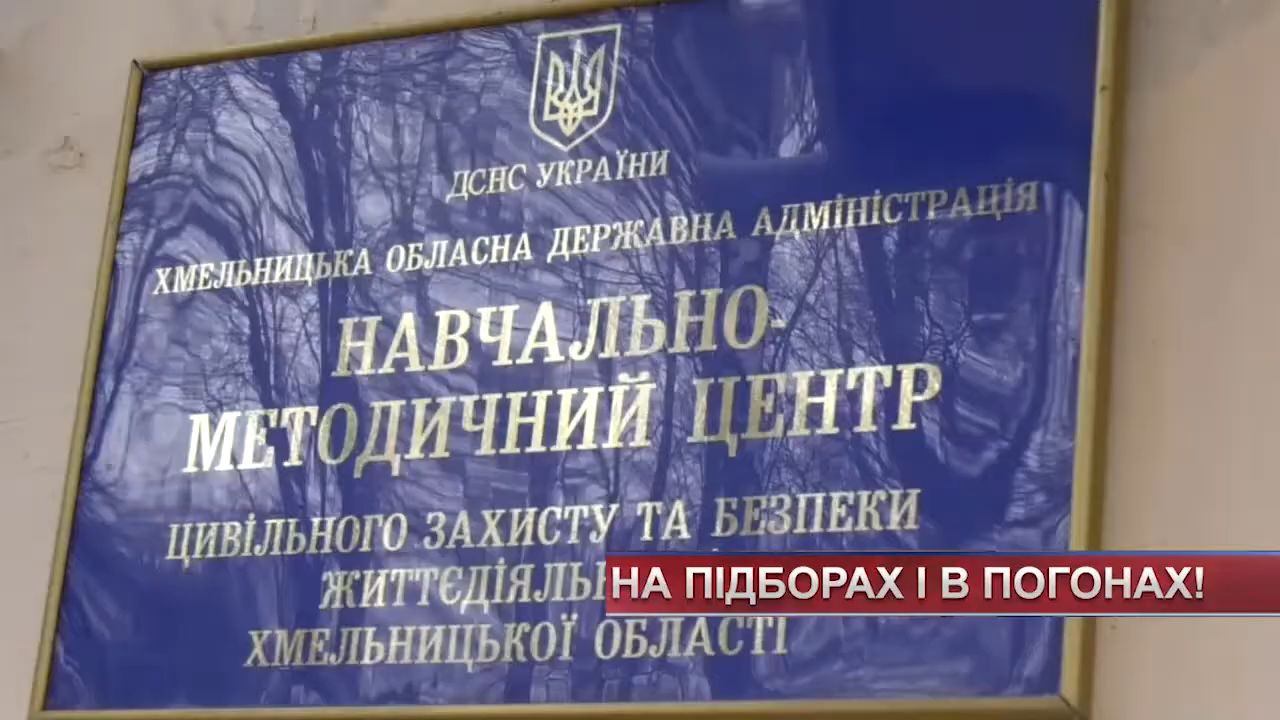 ДСНС УКРАЇНИ
ХМЕЛЬНИЦЬКА ОБЛАСНА ДЕРЖАВНА АДМІНІСТРАЦІЯ
НАВЧАЛЬНО-
МЕТОДИЧНИЙ ЦЕНТР
ЦИВІЛЬНОГО ЗАХИСТУ ТА БЕЗПЕКИ
ХМЕЛЬНИЦЬКОЇ ОБЛАСТІ
НА ПІДБОРАХ І В ПОГОНАХ!